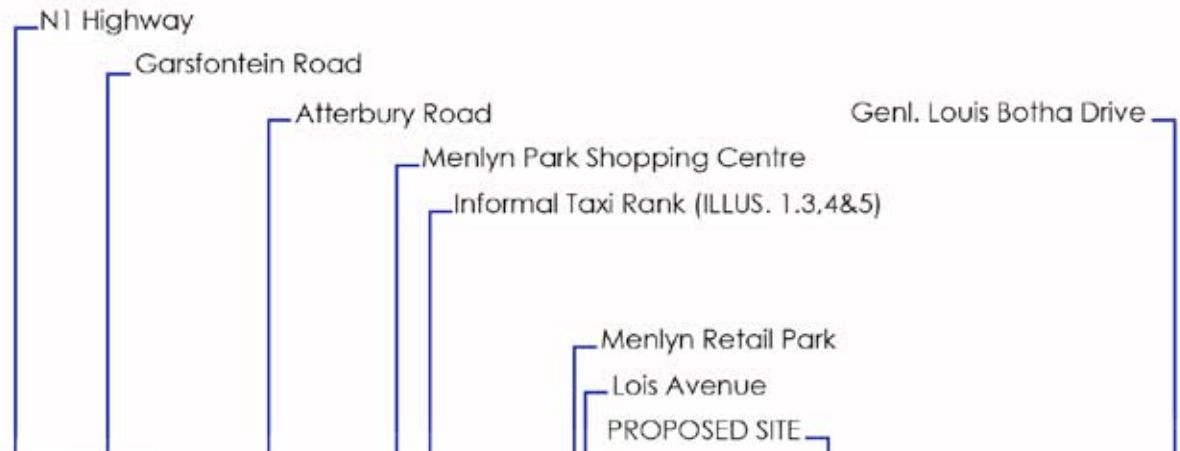 N1 Highway
Garsfontein Road
Atterbury Road
Genl. Louis Botha Drive
Menlyn Park Shopping Centre
Informal Taxi Rank (ILLUS. 1.3,4&5)
Menlyn Retail Park
Lois Avenue
PROPOSED SITE